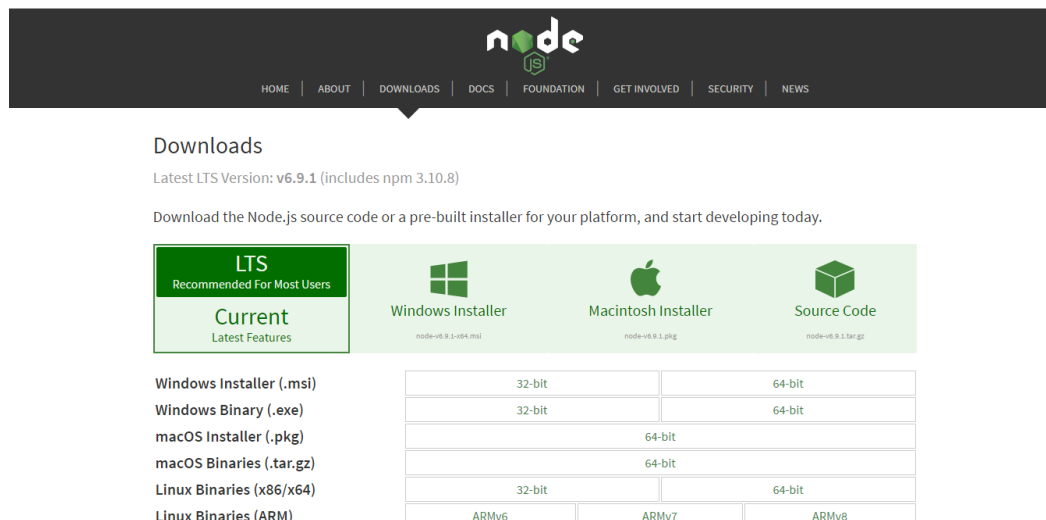 node
JS
HOME ABOUT DOWNLOADS DOCS FOUNDATION GET INVOLVED SECURITY NEWS
Downloads
Latest LTS Version: v6.9.1 (includes npm 3.10.8)
Download the Node.js source code or a pre-built installer for your platform, and start developing today.
LTS
Recommended For Most Users
Current
Latest Features
Windows Installer
node-v6.9.1-x64.msi
Macintosh Installer
node-v6.9.1.pkg
Source Code
node-v6.9.1.tar.gz
Windows Installer (.msi) 32-bit 64-bit
Windows Binary (.exe) 32-bit 64-bit
macOS Installer (.pkg) 64-bit
macOS Binaries (.tar.gz) 64-bit
Linux Binaries (x86/x64) 32-bit 64-bit
Linux Binaries (ARM) ARMv6 ARMv7 ARMv8